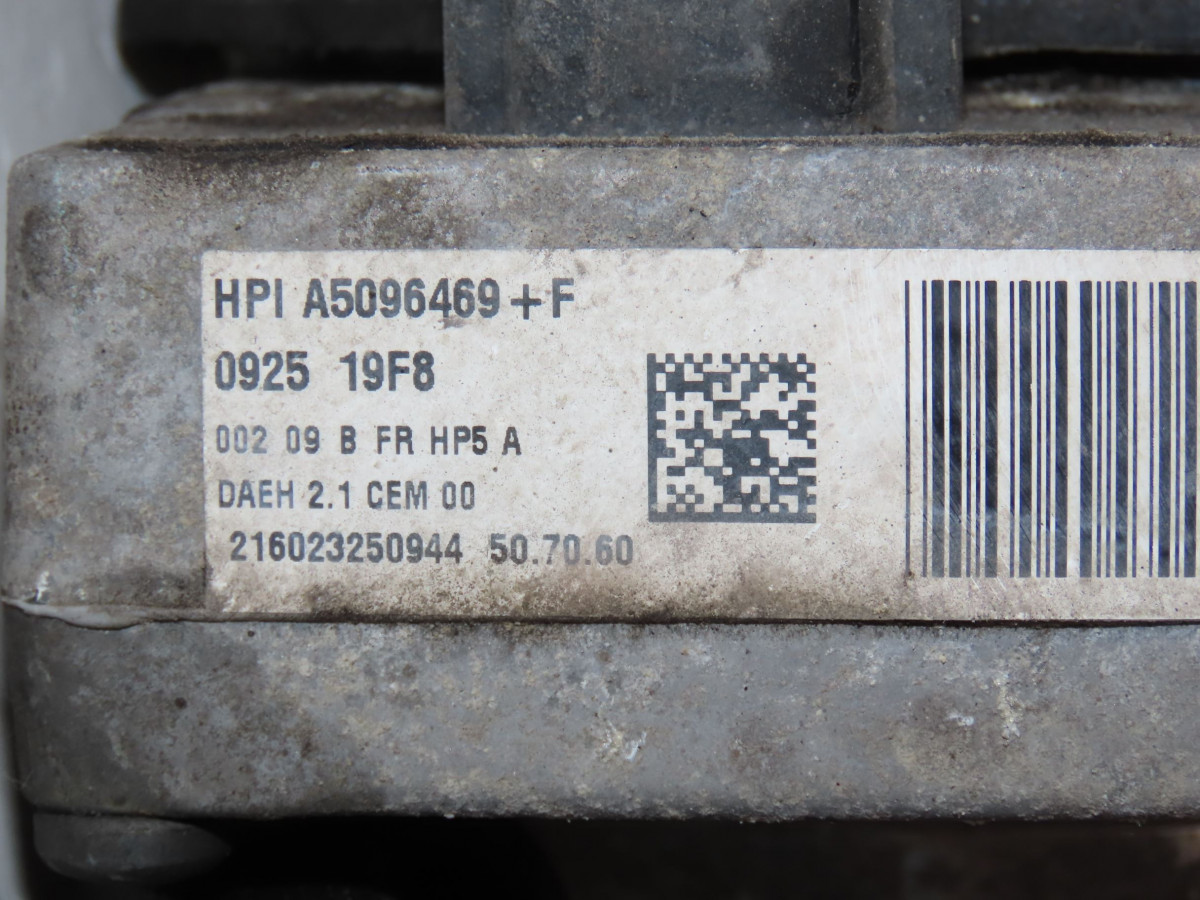 HPI A5096469+F
0925 19F8
002 09 B FR HP5 A
DAEH 2.1 CEM 00
216023250944 50.70.60